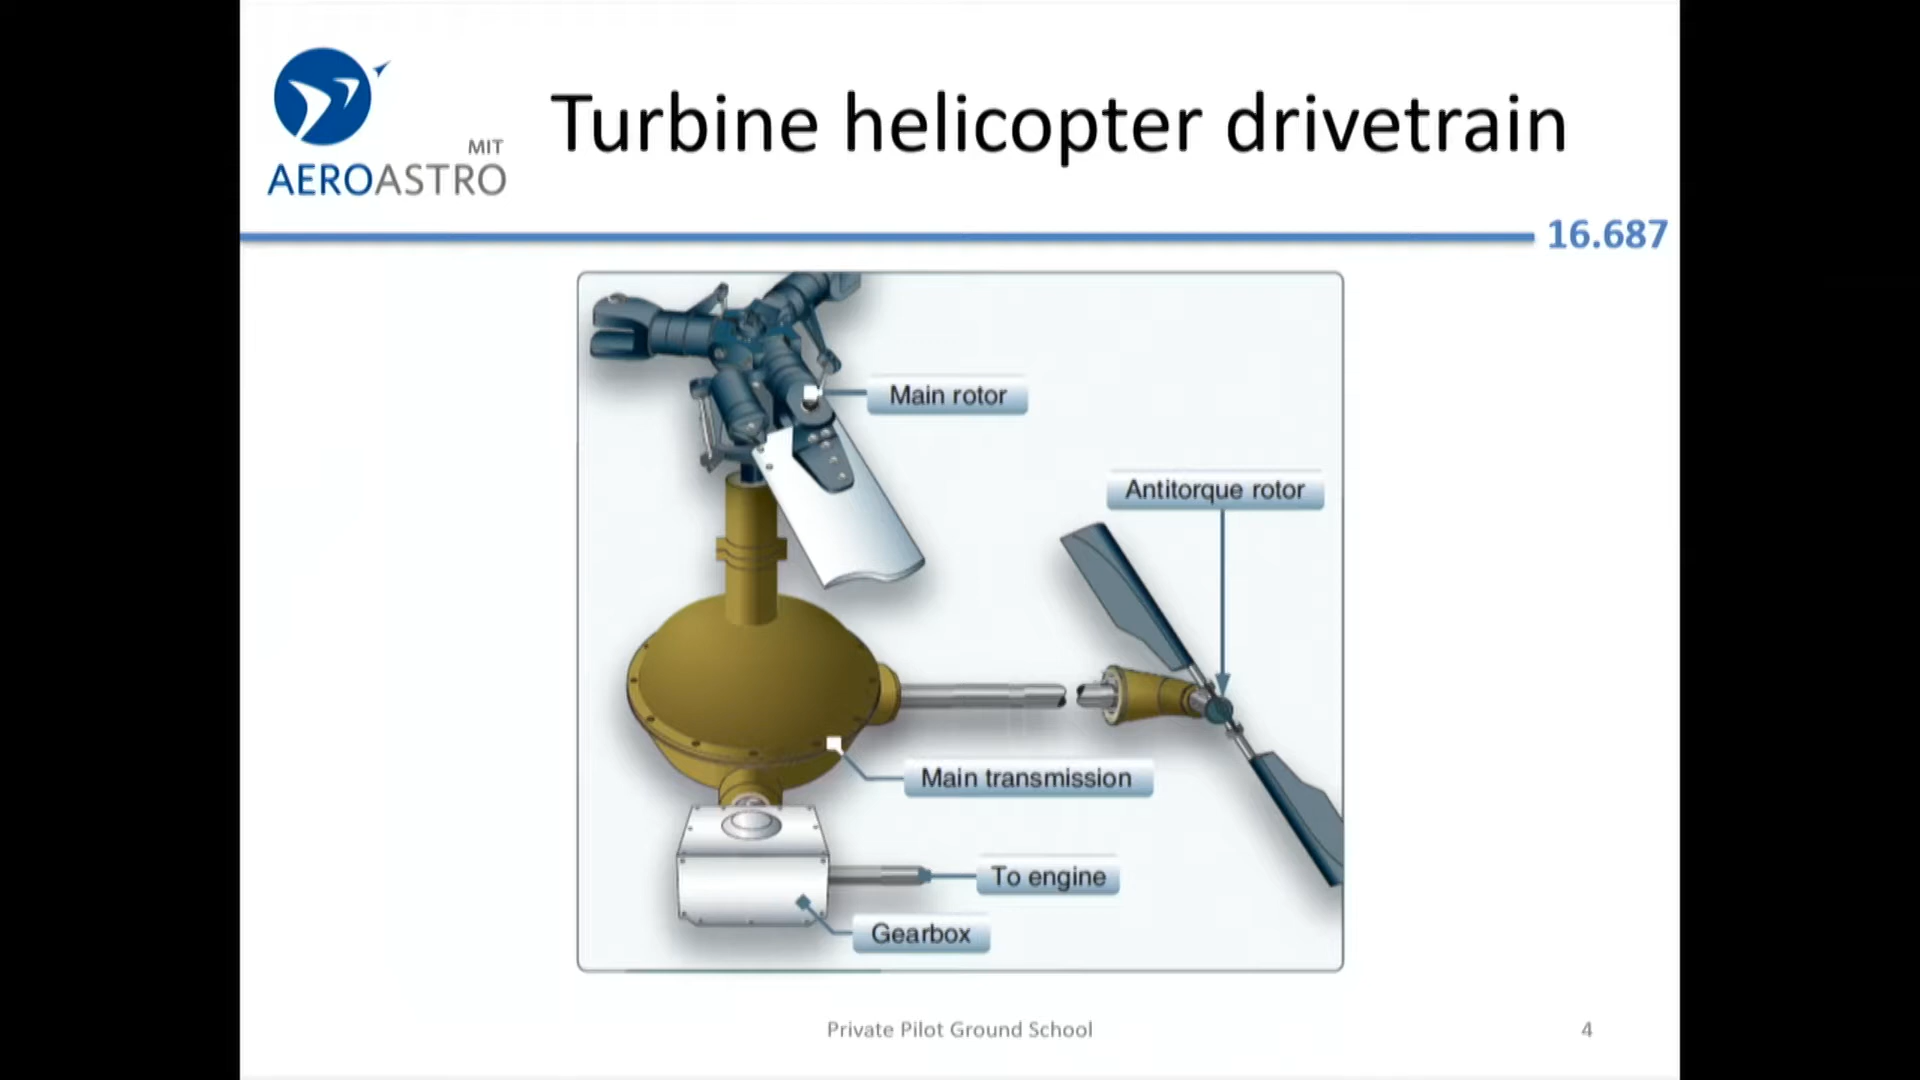 MIT
AEROASTRO
Turbine helicopter drivetrain
16.687
Main rotor
Antitorque rotor
Main transmission
To engine
Gearbox
Private Pilot Ground School
4